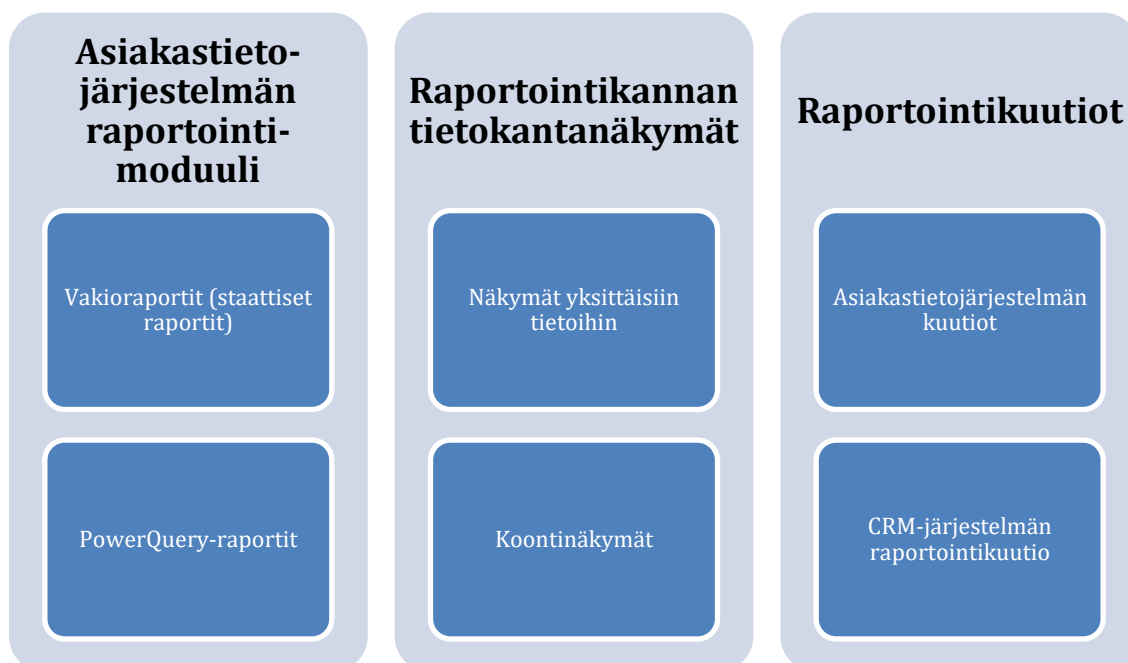 Asiakastieto-
järjestelmän
raportointi-
moduuli
Vakioraportit (staattiset
raportit)
PowerQuery-raportit
Raportointikannan
tietokantanäkymät
Näkymät yksittäisiin
tietoihin
Koontinäkymät
Raportointikuutiot
Asiakastietojärjestelmän
kuutiot
CRM-järjestelmän
raportointikuutio